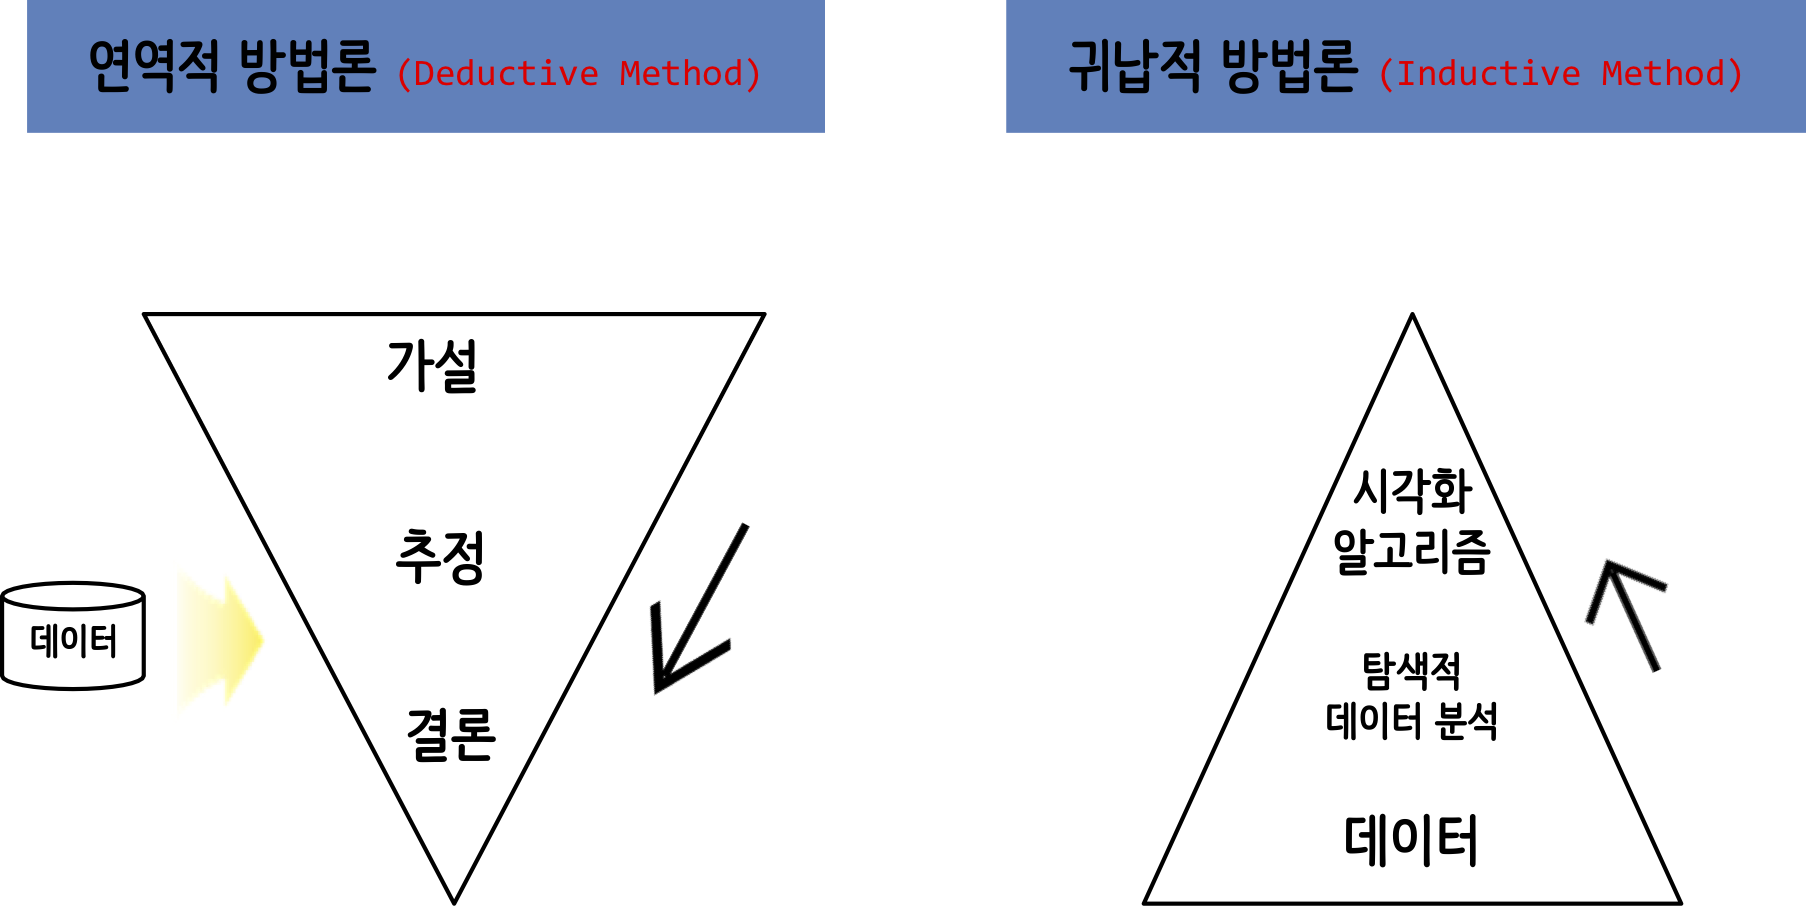 연역적 방법론 (Deductive Method)
가설
추정
결론
데이터
귀납적 방법론 (Inductive Method)
시각화
알고리즘
탐색적
데이터 분석
데이터